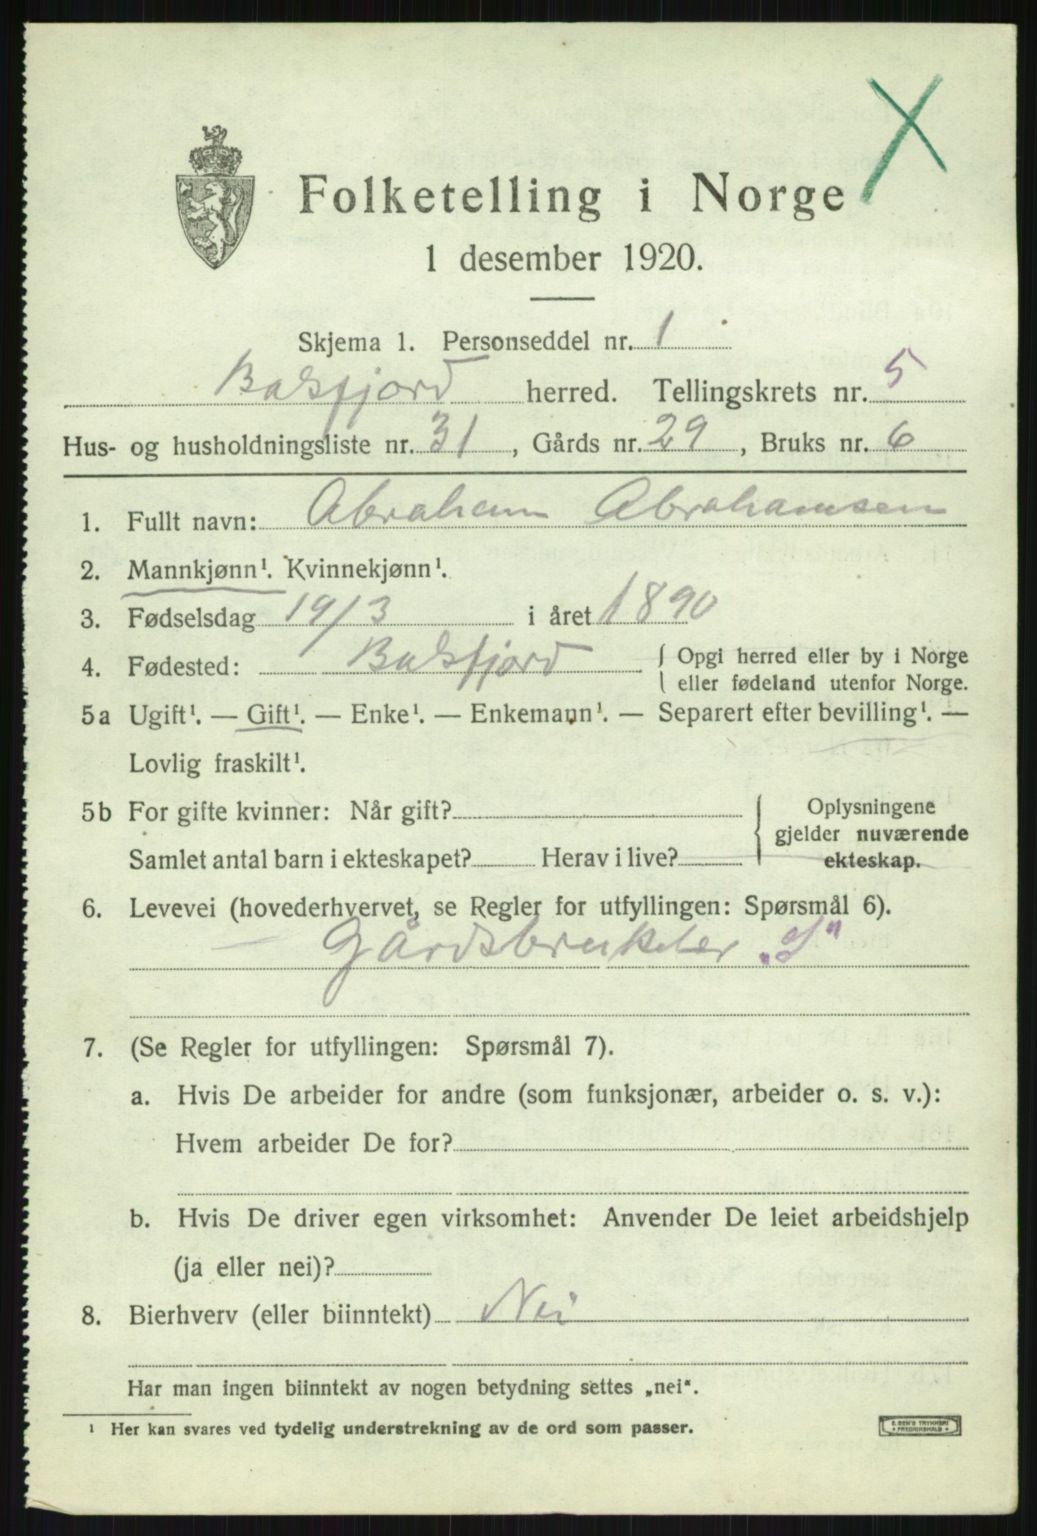 Folketelling i Norge
1 desember 1920.
Skjema 1. Personseddel nr. 1
Balsfjord herred. Tellingskrets nr. 5
Hus- og husholdningsliste nr. 31, Gårds nr. 29, Bruks nr. 6
1. Fullt navn: Abraham Abrahamsen
2. Mannkjønn¹. Kvinnekjønn¹.
3. Fødselsdag 19/3 i året 1890
4. Fødested: Balsfjord { Opgi herred eller by i Norge
eller fødeland utenfor Norge.
5a Ugift¹. — Gift¹. — Enke¹. — Enkemann¹. — Separert efter bevilling¹. —
Lovlig fraskilt¹.
5b For gifte kvinner: Når gift?
Samlet antal barn i ekteskapet? Herav i live?
Oplysningene
gjelder nuværende
ekteskap.
6. Levevei (hovederhvervet, se Regler for utfyllingen: Spørsmål 6).
Gårdsbruker „S"
7. (Se Regler for utfyllingen: Spørsmål 7).
a. Hvis De arbeider for andre (som funksjonær, arbeider o. s. v.):
Hvem arbeider De for?
b. Hvis De driver egen virksomhet: Anvender De leiet arbeidshjelp
(ja eller nei)?
8. Bierhverv (eller biinntekt) Nei
Har man ingen biinntekt av nogen betydning settes „nei“.
¹ Her kan svares ved tydelig understrekning av de ord som passer.